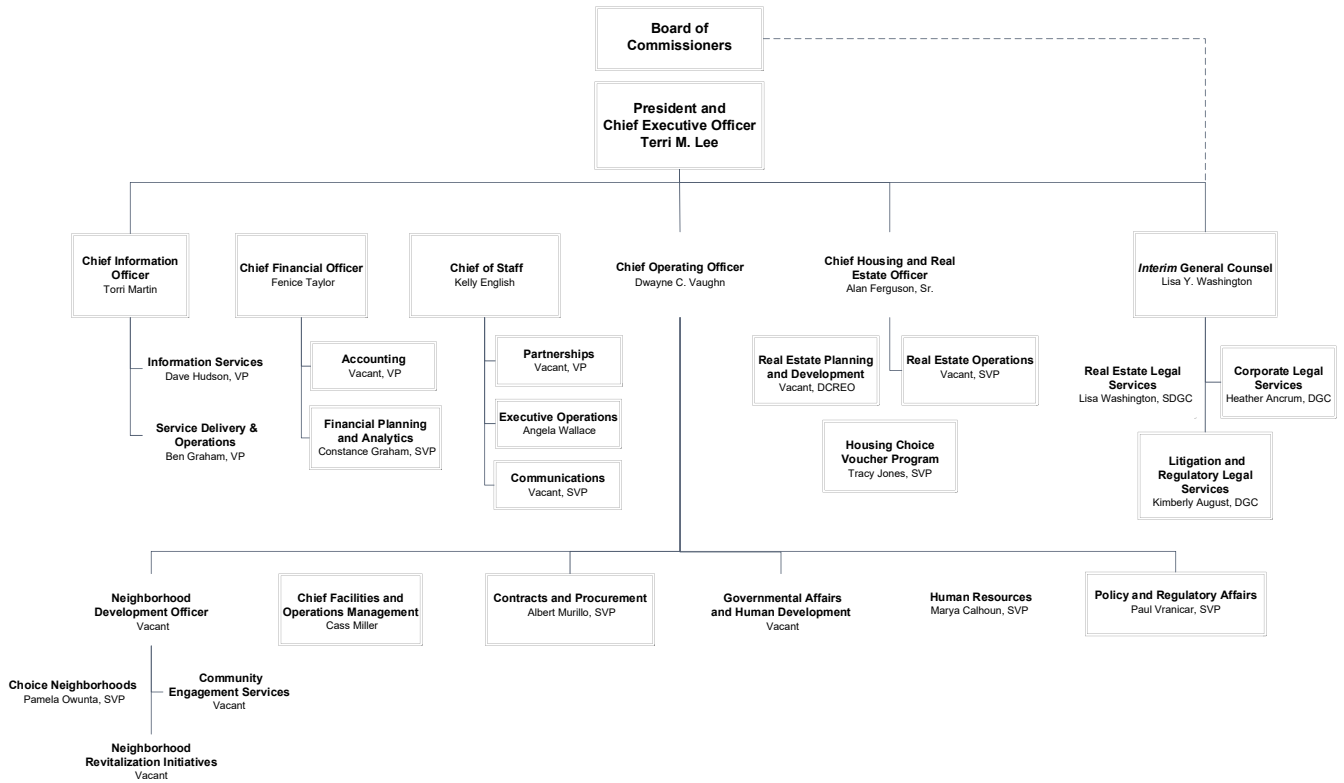 Board of
Commissioners
President and
Chief Executive Officer
Terri M. Lee
Chief Information
Officer
Torri Martin
Chief Financial Officer
Fenice Taylor
Chief of Staff
Kelly English
Chief Operating Officer
Dwayne C. Vaughn
Chief Housing and Real
Estate Officer
Alan Ferguson, Sr.
Interim General Counsel
Lisa Y. Washington
Information Services
Dave Hudson, VP
Service Delivery &
Operations
Ben Graham, VP
Accounting
Vacant, VP
Financial Planning
and Analytics
Constance Graham, SVP
Partnerships
Vacant, VP
Executive Operations
Angela Wallace
Communications
Vacant, SVP
Real Estate Planning
and Development
Vacant, DCREO
Real Estate Operations
Vacant, SVP
Housing Choice
Voucher Program
Tracy Jones, SVP
Real Estate Legal
Services
Lisa Washington, SDGC
Corporate Legal
Services
Heather Ancrum, DGC
Litigation and
Regulatory Legal
Services
Kimberly August, DGC
Neighborhood
Development Officer
Vacant
Chief Facilities and
Operations Management
Cass Miller
Contracts and Procurement
Albert Murillo, SVP
Governmental Affairs
and Human Development
Vacant
Human Resources
Marya Calhoun, SVP
Policy and Regulatory Affairs
Paul Vranicar, SVP
Choice Neighborhoods
Pamela Owunta, SVP
Community
Engagement Services
Vacant
Neighborhood
Revitalization Initiatives
Vacant